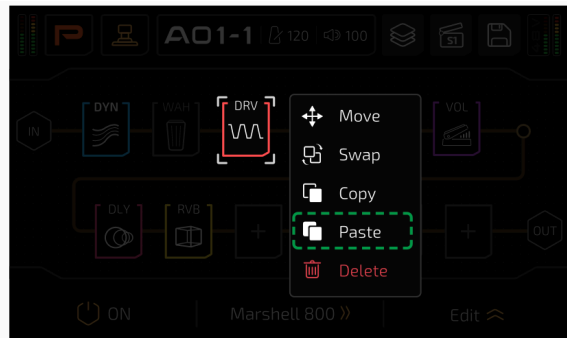 A01-1 120 100 S1
IN
DYN WAH DRV VOL
Move
Swap
Copy
Paste
Delete
DLY RVB OUT
ON Marshell 800 Edit